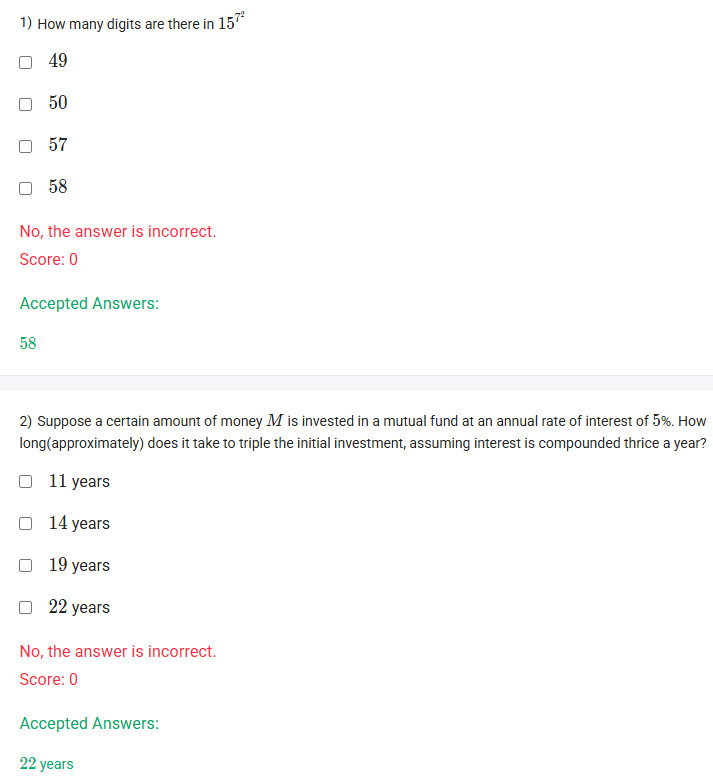 1) How many digits are there in 15^{7^2}
49
50
57
58
No, the answer is incorrect.
Score: 0
Accepted Answers:
58
2) Suppose a certain amount of money M is invested in a mutual fund at an annual rate of interest of 5%. How
long(approximately) does it take to triple the initial investment, assuming interest is compounded thrice a year?
11 years
14 years
19 years
22 years
No, the answer is incorrect.
Score: 0
Accepted Answers:
22 years